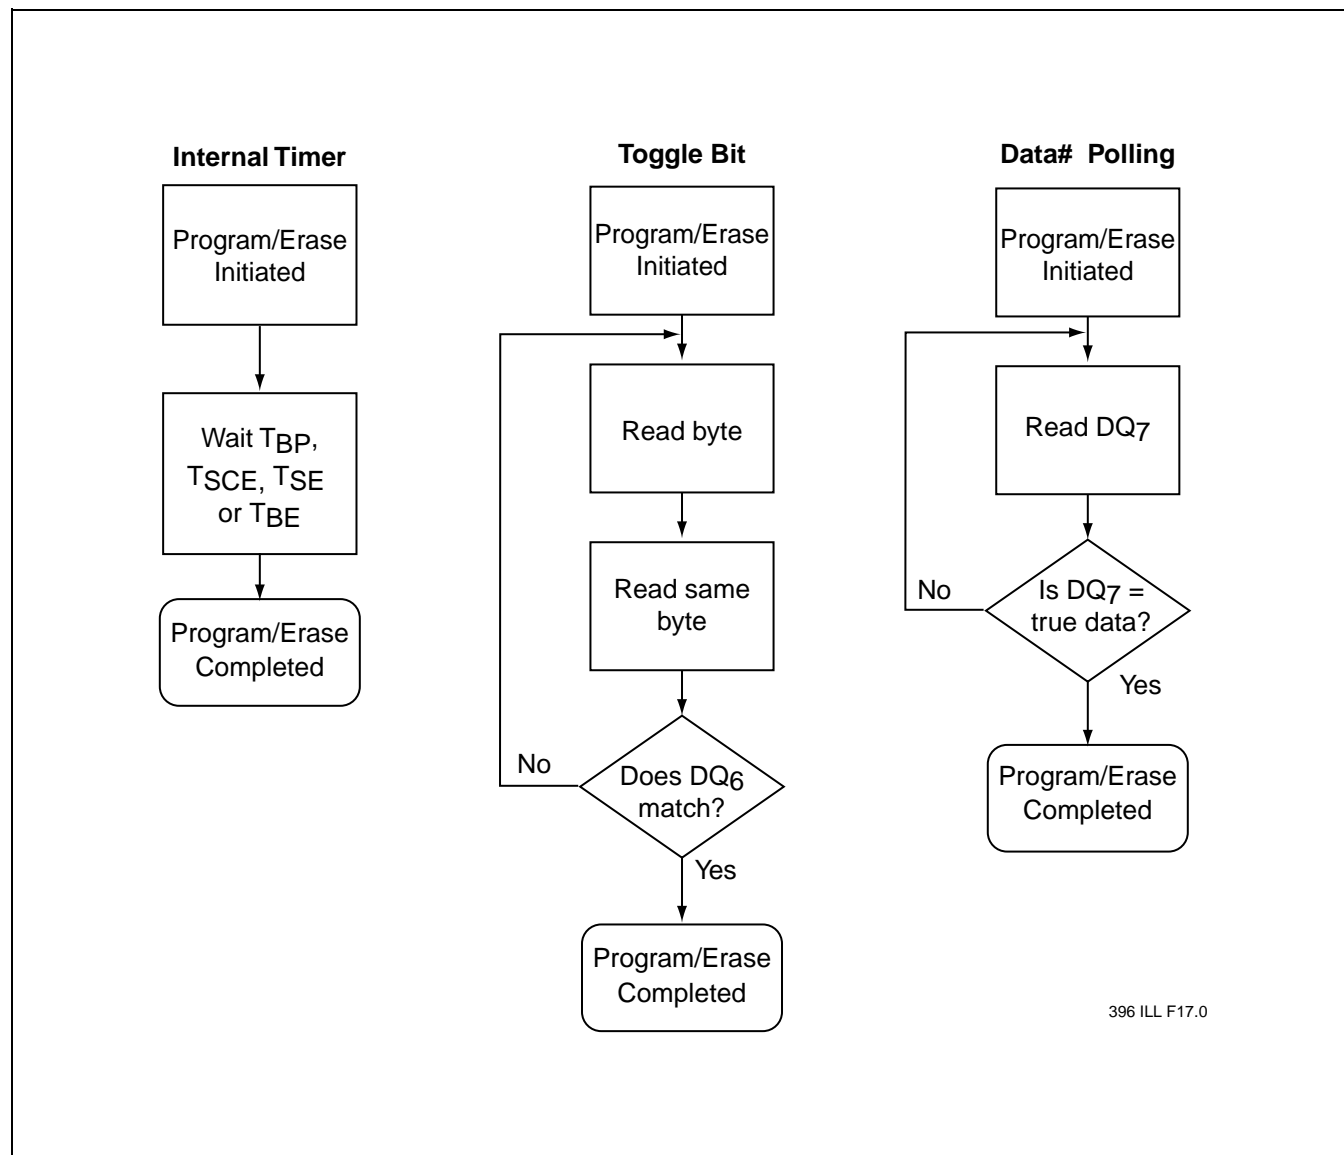 Internal Timer
Program/Erase
Initiated
Wait TBP,
TSCE, TSE
or TBE
Program/Erase
Completed
Toggle Bit
Program/Erase
Initiated
Read byte
Read same
byte
Does DQ6
match?
No
Yes
Program/Erase
Completed
Data# Polling
Program/Erase
Initiated
Read DQ7
Is DQ7 =
true data?
No
Yes
Program/Erase
Completed
396 ILL F17.0